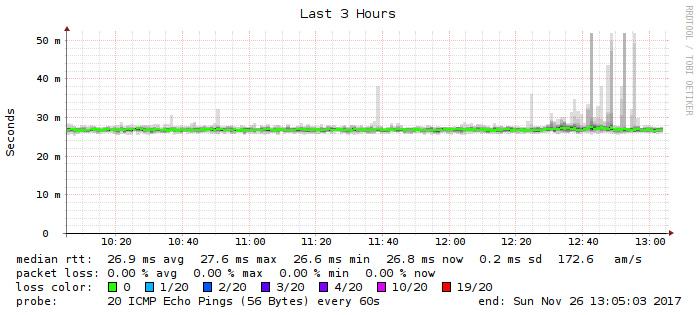 Last 3 Hours
RRDTOOL / TOBI OETIKER
Seconds
50 m
40 m
30 m
20 m
10 m
0
10:20 10:40 11:00 11:20 11:40 12:00 12:20 12:40 13:00
median rtt: 26.9 ms avg 27.6 ms max 26.6 ms min 26.8 ms now 0.2 ms sd 172.6 am/s
packet loss: 0.00 % avg 0.00 % max 0.00 % min 0.00 % now
loss color: 0 1/20 2/20 3/20 4/20 10/20 19/20
probe: 20 ICMP Echo Pings (56 Bytes) every 60s end: Sun Nov 26 13:05:03 2017